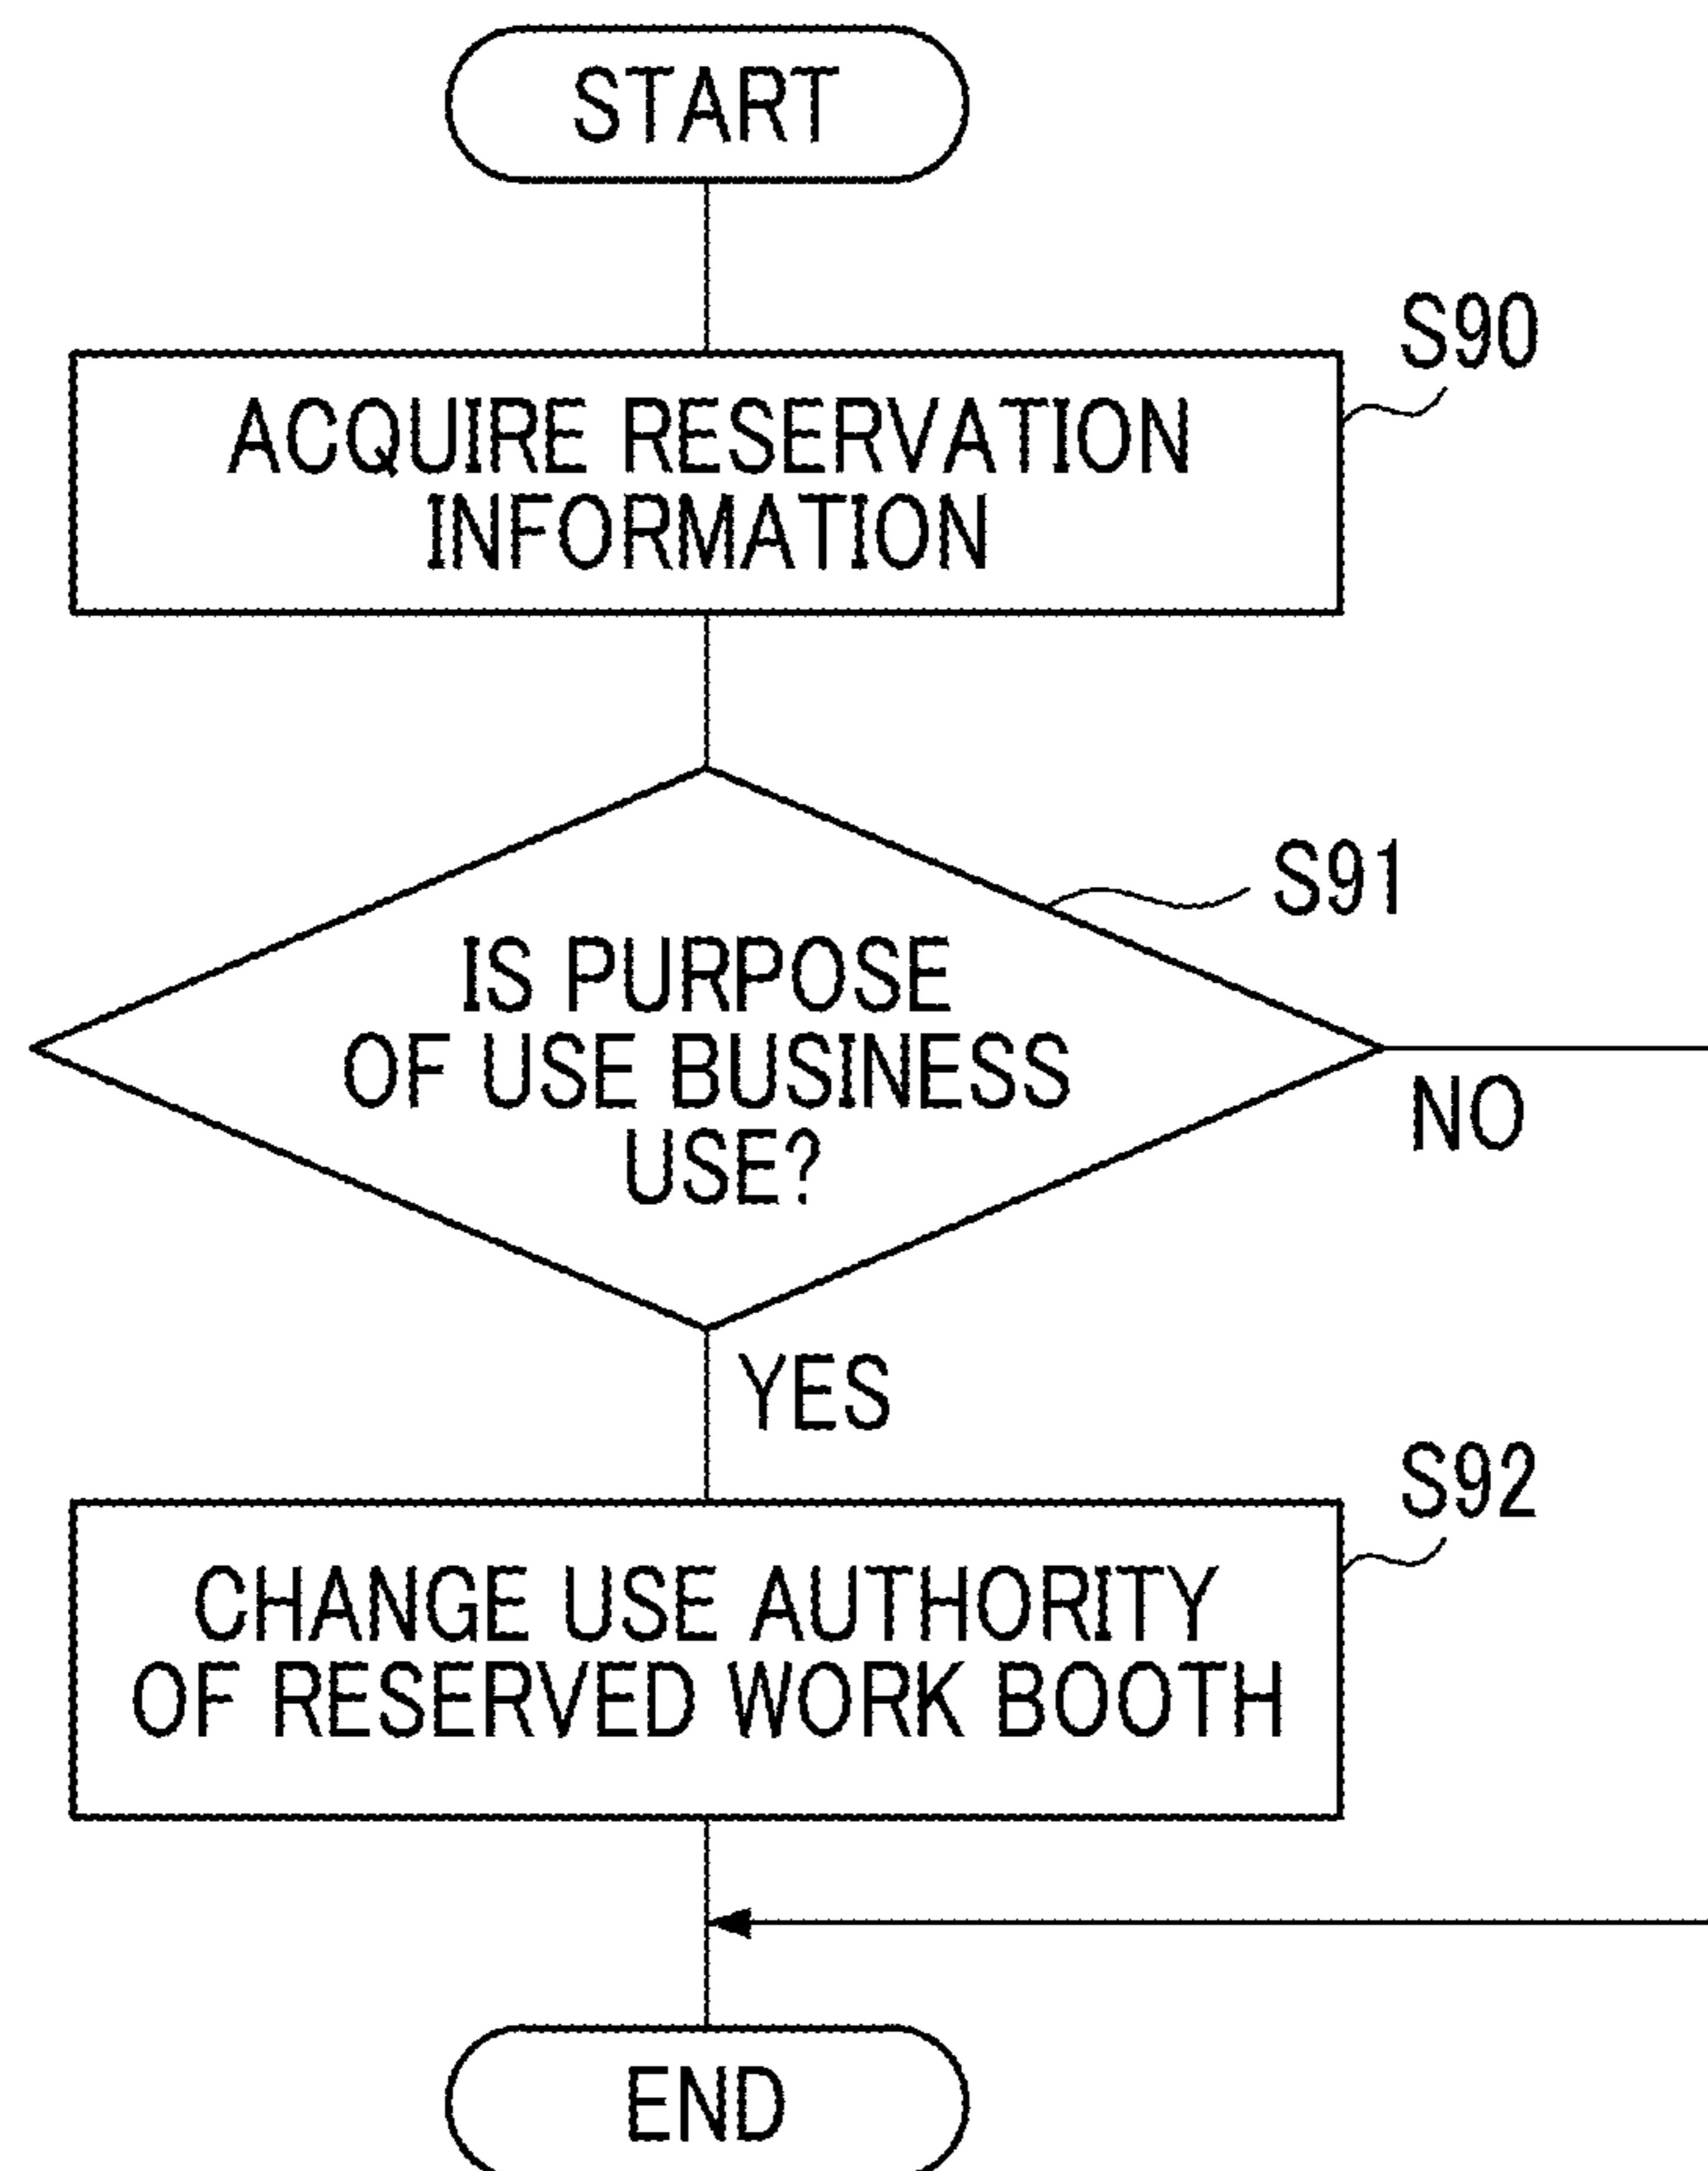 START
S90
ACQUIRE RESERVATION
INFORMATION
S91
IS PURPOSE
OF USE BUSINESS
USE?
NO
YES
S92
CHANGE USE AUTHORITY
OF RESERVED WORK BOOTH
END